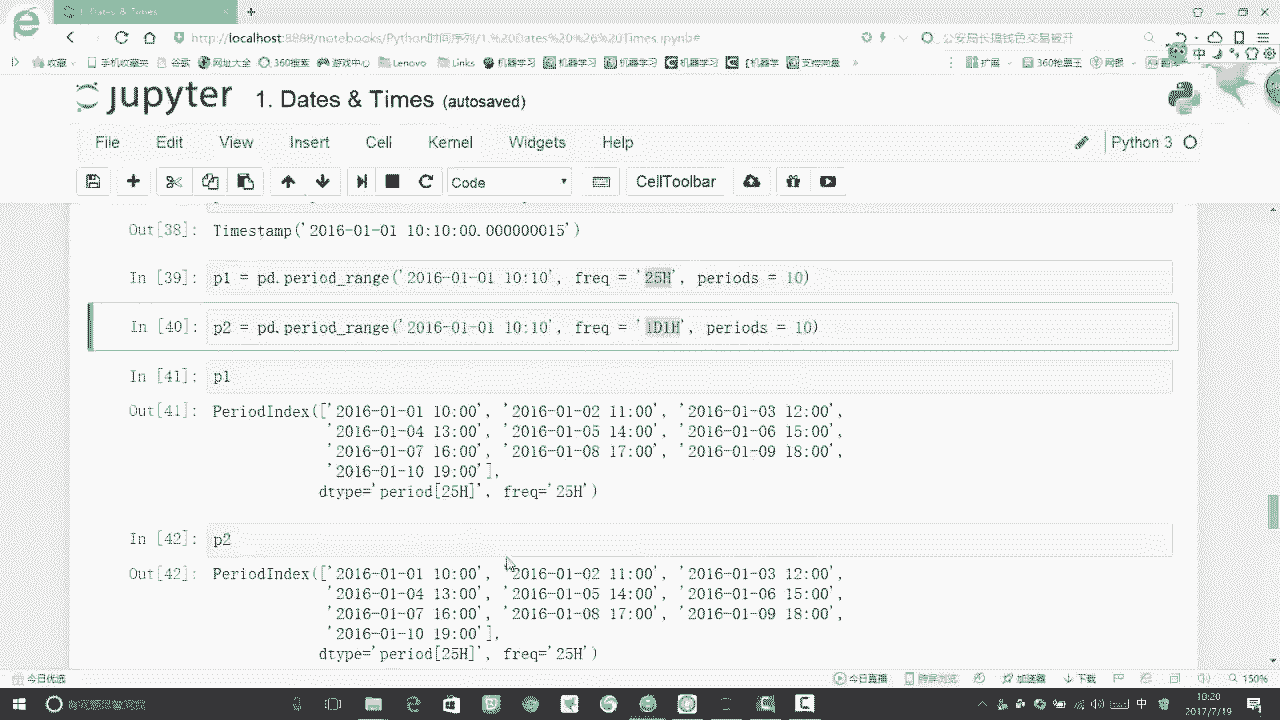 1. Dates & Times
http://localhost:8888/notebooks/Python时间序列/1.%20Dates%20%26%20Times.ipynb#
公安局长搞钱色交易被开
收藏 手机收藏夹 谷歌 网址大全 360搜索 游戏中心 Lenovo Links 机器学习 机器学习 机器学习 机器学习 机器学习 支持向量 »
扩展 网银
jupyter 1. Dates & Times (autosaved)
File Edit View Insert Cell Kernel Widgets Help
Python 3
Code CellToolbar
Out[38]: Timestamp('2016-01-01 10:10:00.000000015')
In [39]: p1 = pd.period_range('2016-01-01 10:10', freq = '25H', periods = 10)
In [40]: p2 = pd.period_range('2016-01-01 10:10', freq = '1D1H', periods = 10)
In [41]: p1
Out[41]: PeriodIndex(['2016-01-01 10:00', '2016-01-02 11:00', '2016-01-03 12:00',
'2016-01-04 13:00', '2016-01-05 14:00', '2016-01-06 15:00',
'2016-01-07 16:00', '2016-01-08 17:00', '2016-01-09 18:00',
'2016-01-10 19:00'],
dtype='period[25H]', freq='25H')
In [42]: p2
Out[42]: PeriodIndex(['2016-01-01 10:00', '2016-01-02 11:00', '2016-01-03 12:00',
'2016-01-04 13:00', '2016-01-05 14:00', '2016-01-06 15:00',
'2016-01-07 16:00', '2016-01-08 17:00', '2016-01-09 18:00',
'2016-01-10 19:00'],
dtype='period[25H]', freq='25H')
今日优选 今日直播 跨屏浏览 加速器 下载 150%
中 10:20
2017/7/19